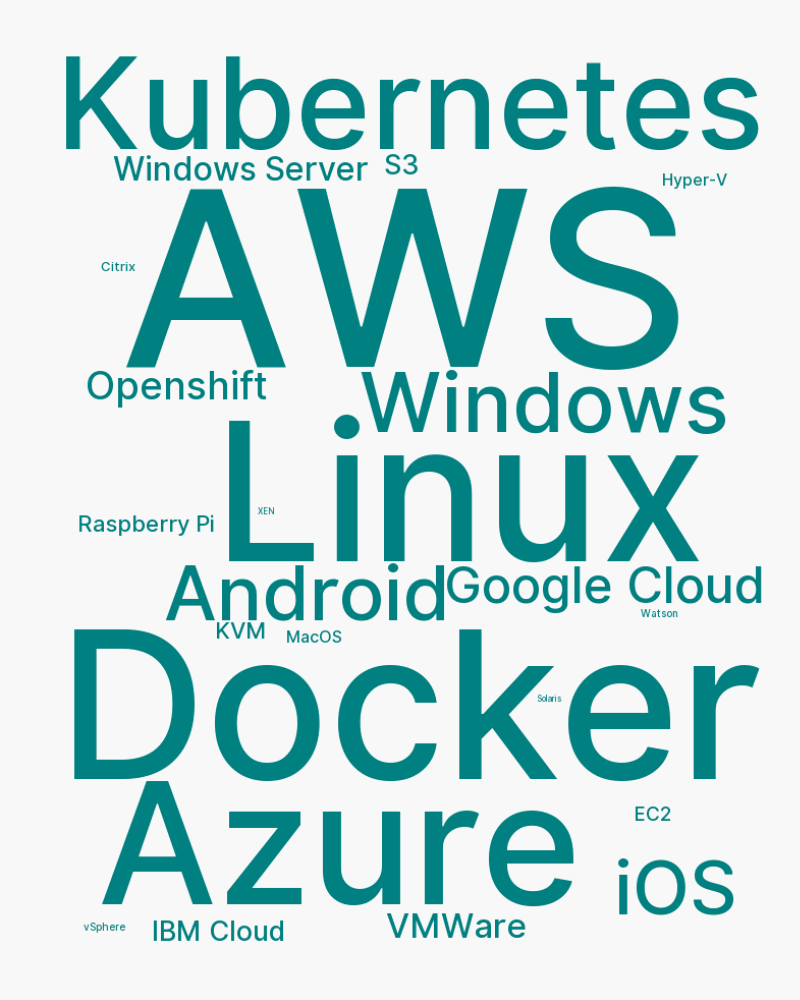 Kubernetes
Windows Server
S3
Hyper-V
AWS
Citrix
Openshift
Windows
Linux
XEN
Raspberry Pi
Android
Google Cloud
Watson
KVM
MacOS
Docker
Solaris
Azure
EC2
iOS
vSphere
IBM Cloud
VMWare